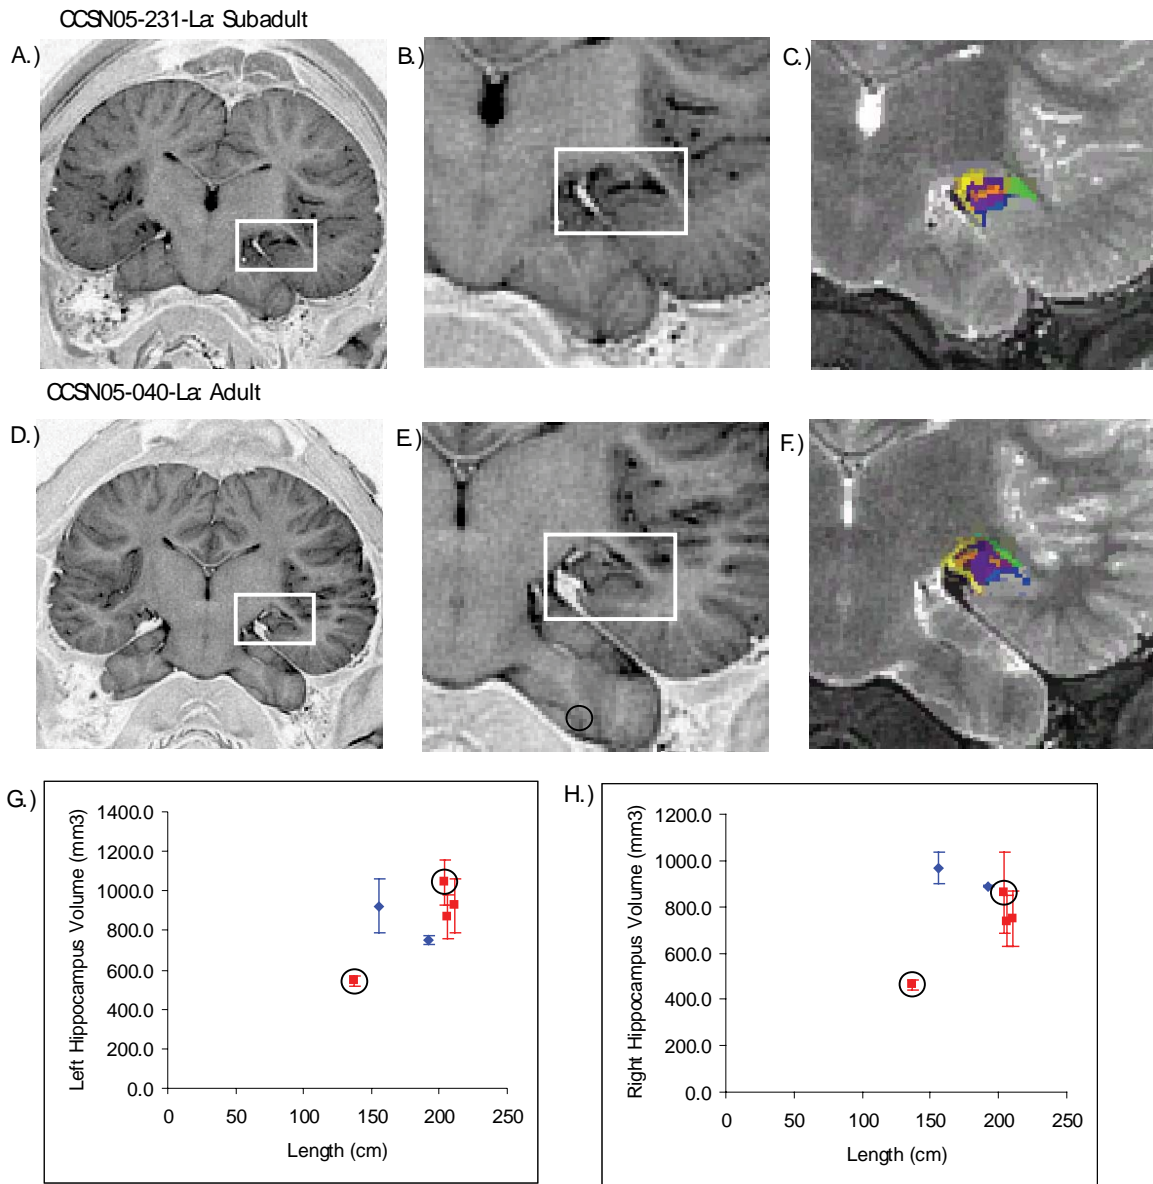 CCSN05-231-La: Subadult
A.)
B.)
C.)
CCSN05-040-La: Adult
D.)
E.)
F.)
G.)
Left Hippocampus Volume (mm3)
1400.0
1200.0
1000.0
800.0
600.0
400.0
200.0
0.0
0 50 100 150 200 250
Length (cm)
H.)
Right Hippocampus Volume (mm3)
1200.0
1000.0
800.0
600.0
400.0
200.0
0.0
0 50 100 150 200 250
Length (cm)